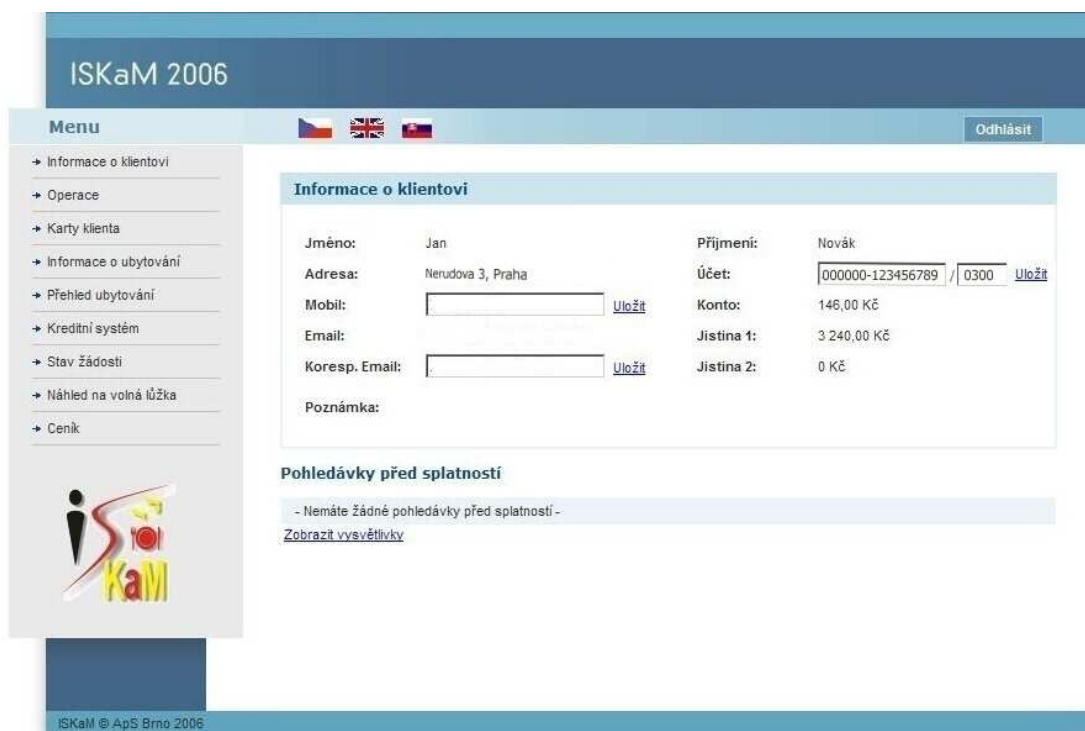 ISKaM 2006
Menu
Odhlásit
Informace o klientovi
Operace
Karty klienta
Informace o ubytování
Přehled ubytování
Kreditní systém
Stav žádosti
Náhled na volná lůžka
Ceník
iS
KaM
Informace o klientovi
Jméno: Jan Příjmení: Novák
Adresa: Nerudova 3, Praha Účet: 000000-123456789 / 0300 Uložit
Mobil: Uložit Konto: 146,00 Kč
Email: Jistina 1: 3 240,00 Kč
Koresp. Email: . Uložit Jistina 2: 0 Kč
Poznámka:
Pohledávky před splatností
- Nemáte žádné pohledávky před splatností -
Zobrazit vysvětlivky
ISKaM © ApS Brno 2006